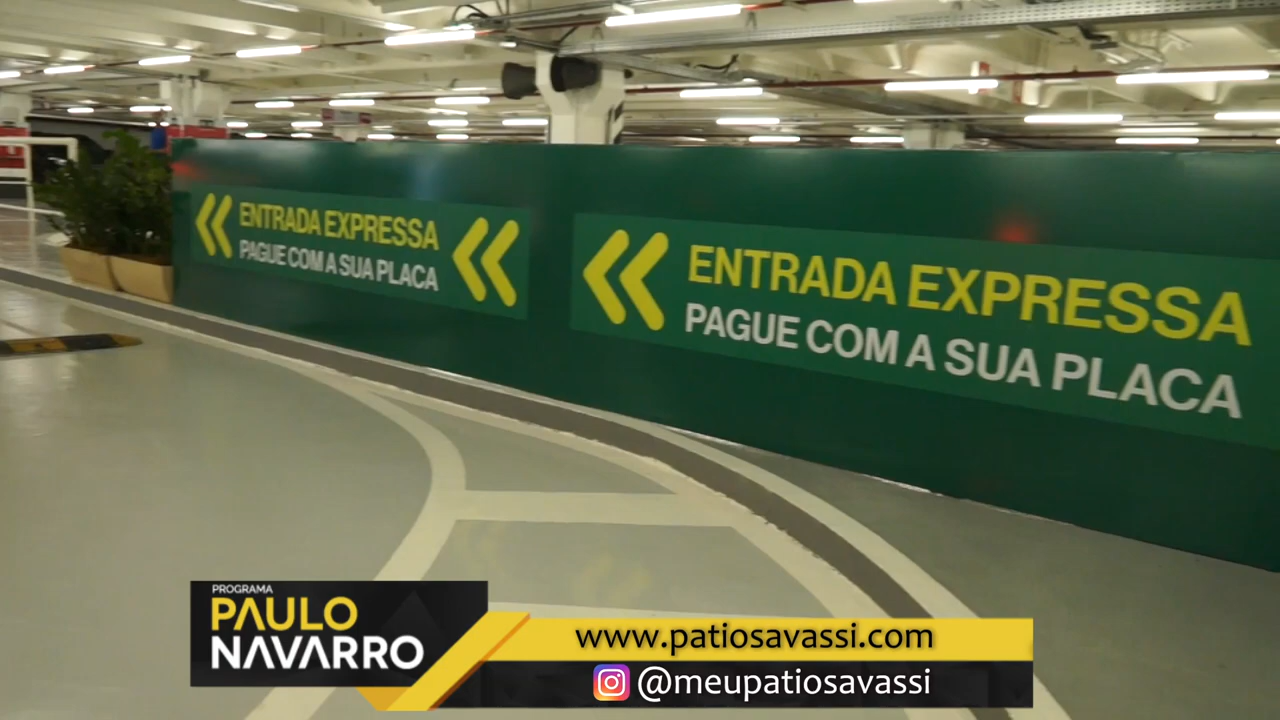 ENTRADA EXPRESSA
PAGUE COM A SUA PLACA
ENTRADA EXPRESSA
PAGUE COM A SUA PLACA
PROGRAMA
PAULO
NAVARRO
www.patiosavassi.com
@meupatiosavassi